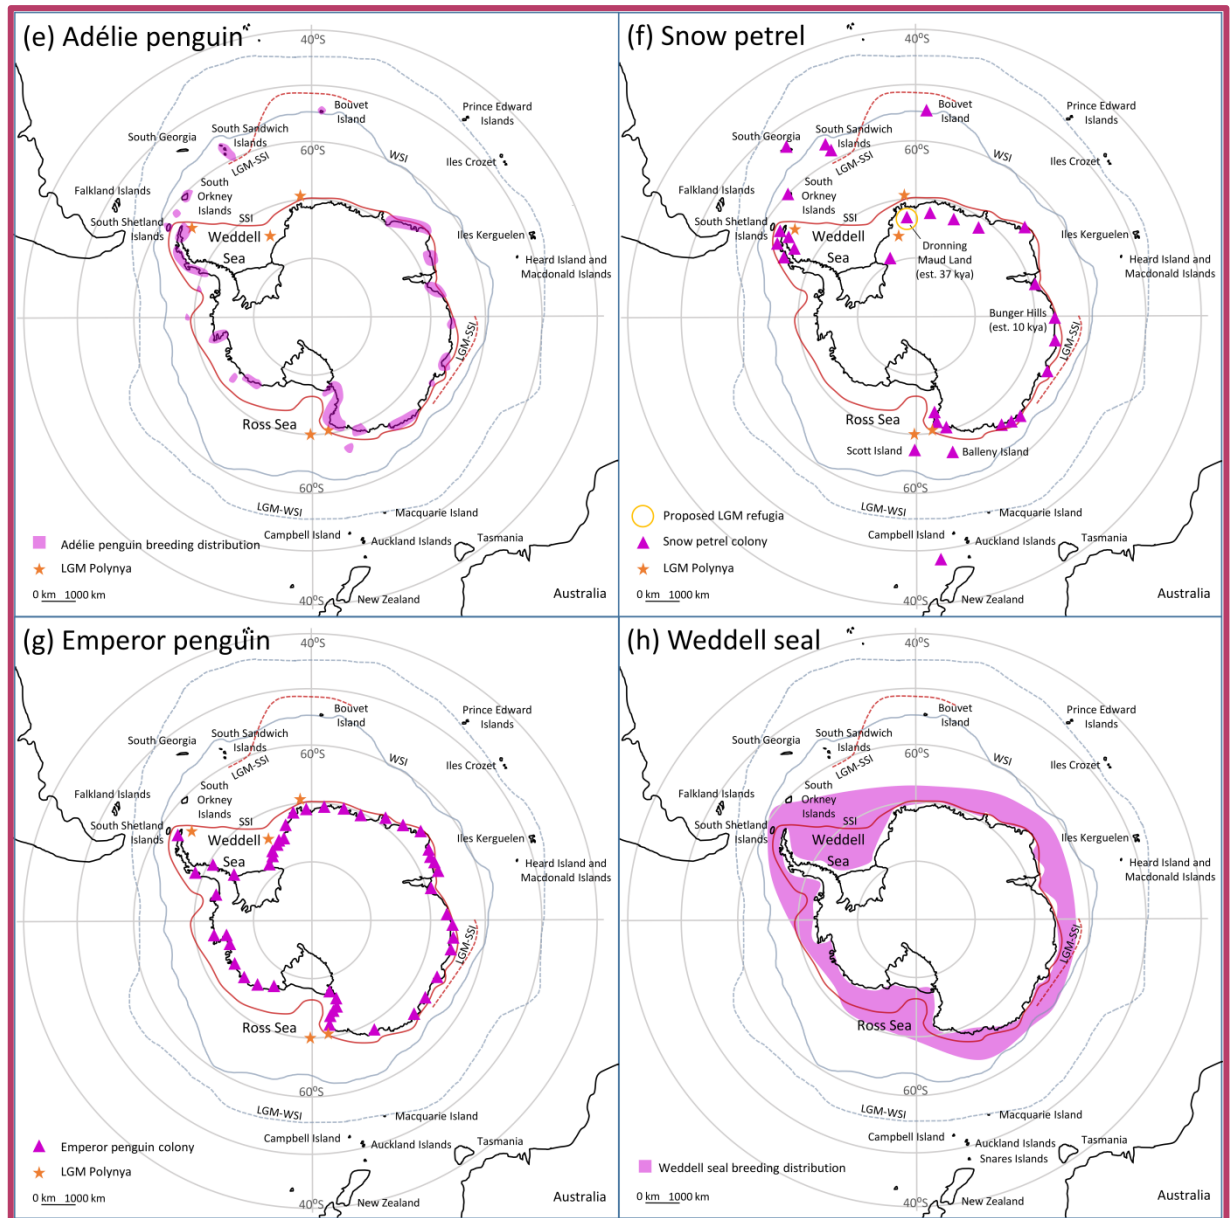 (e) Adélie penguin
40°S
Bouvet
Island
Prince Edward
Islands
South Georgia
South Sandwich
Islands
LGM-SSI
60°S
WSI
Iles Crozet
Falkland Islands
South
Orkney
Islands
South Shetland
Islands
SSI
Weddell
Sea
Iles Kerguelen
Heard Island and
Macdonald Islands
LGM-SSI
Ross Sea
60°S
LGM-WSI
Macquarie Island
Campbell Island
Auckland Islands
Tasmania
Adélie penguin breeding distribution
LGM Polynya
0 km 1000 km
New Zealand
Australia
40°S
(f) Snow petrel
40°S
Bouvet
Island
Prince Edward
Islands
South Georgia
South Sandwich
Islands
LGM-SSI
60°S
WSI
Iles Crozet
Falkland Islands
South
Orkney
Islands
South Shetland
Islands
SSI
Weddell
Sea
Dronning
Maud Land
(est. 37 kya)
Iles Kerguelen
Heard Island and
Macdonald Islands
Bunger Hills
(est. 10 kya)
LGM-SSI
Ross Sea
Scott Island
Balleny Island
60°S
LGM-WSI
Macquarie Island
Campbell Island
Auckland Islands
Tasmania
Proposed LGM refugia
Snow petrel colony
LGM Polynya
0 km 1000 km
New Zealand
Australia
40°S
(g) Emperor penguin
40°S
Bouvet
Island
Prince Edward
Islands
South Georgia
South Sandwich
Islands
LGM-SSI
60°S
WSI
Iles Crozet
Falkland Islands
South
Orkney
Islands
South Shetland
Islands
SSI
Weddell
Sea
Iles Kerguelen
Heard Island and
Macdonald Islands
LGM-SSI
Ross Sea
60°S
LGM-WSI
Macquarie Island
Campbell Island
Auckland Islands
Tasmania
Emperor penguin colony
LGM Polynya
0 km 1000 km
New Zealand
Australia
40°S
(h) Weddell seal
40°S
Bouvet
Island
Prince Edward
Islands
South Georgia
South Sandwich
Islands
LGM-SSI
60°S
WSI
Iles Crozet
Falkland Islands
South
Orkney
Islands
South Shetland
Islands
SSI
Weddell
Sea
Iles Kerguelen
Heard Island and
Macdonald Islands
LGM-SSI
Ross Sea
60°S
LGM-WSI
Macquarie Island
Campbell Island
Auckland Islands
Snares Islands
Tasmania
Weddell seal breeding distribution
0 km 1000 km
New Zealand
Australia
40°S